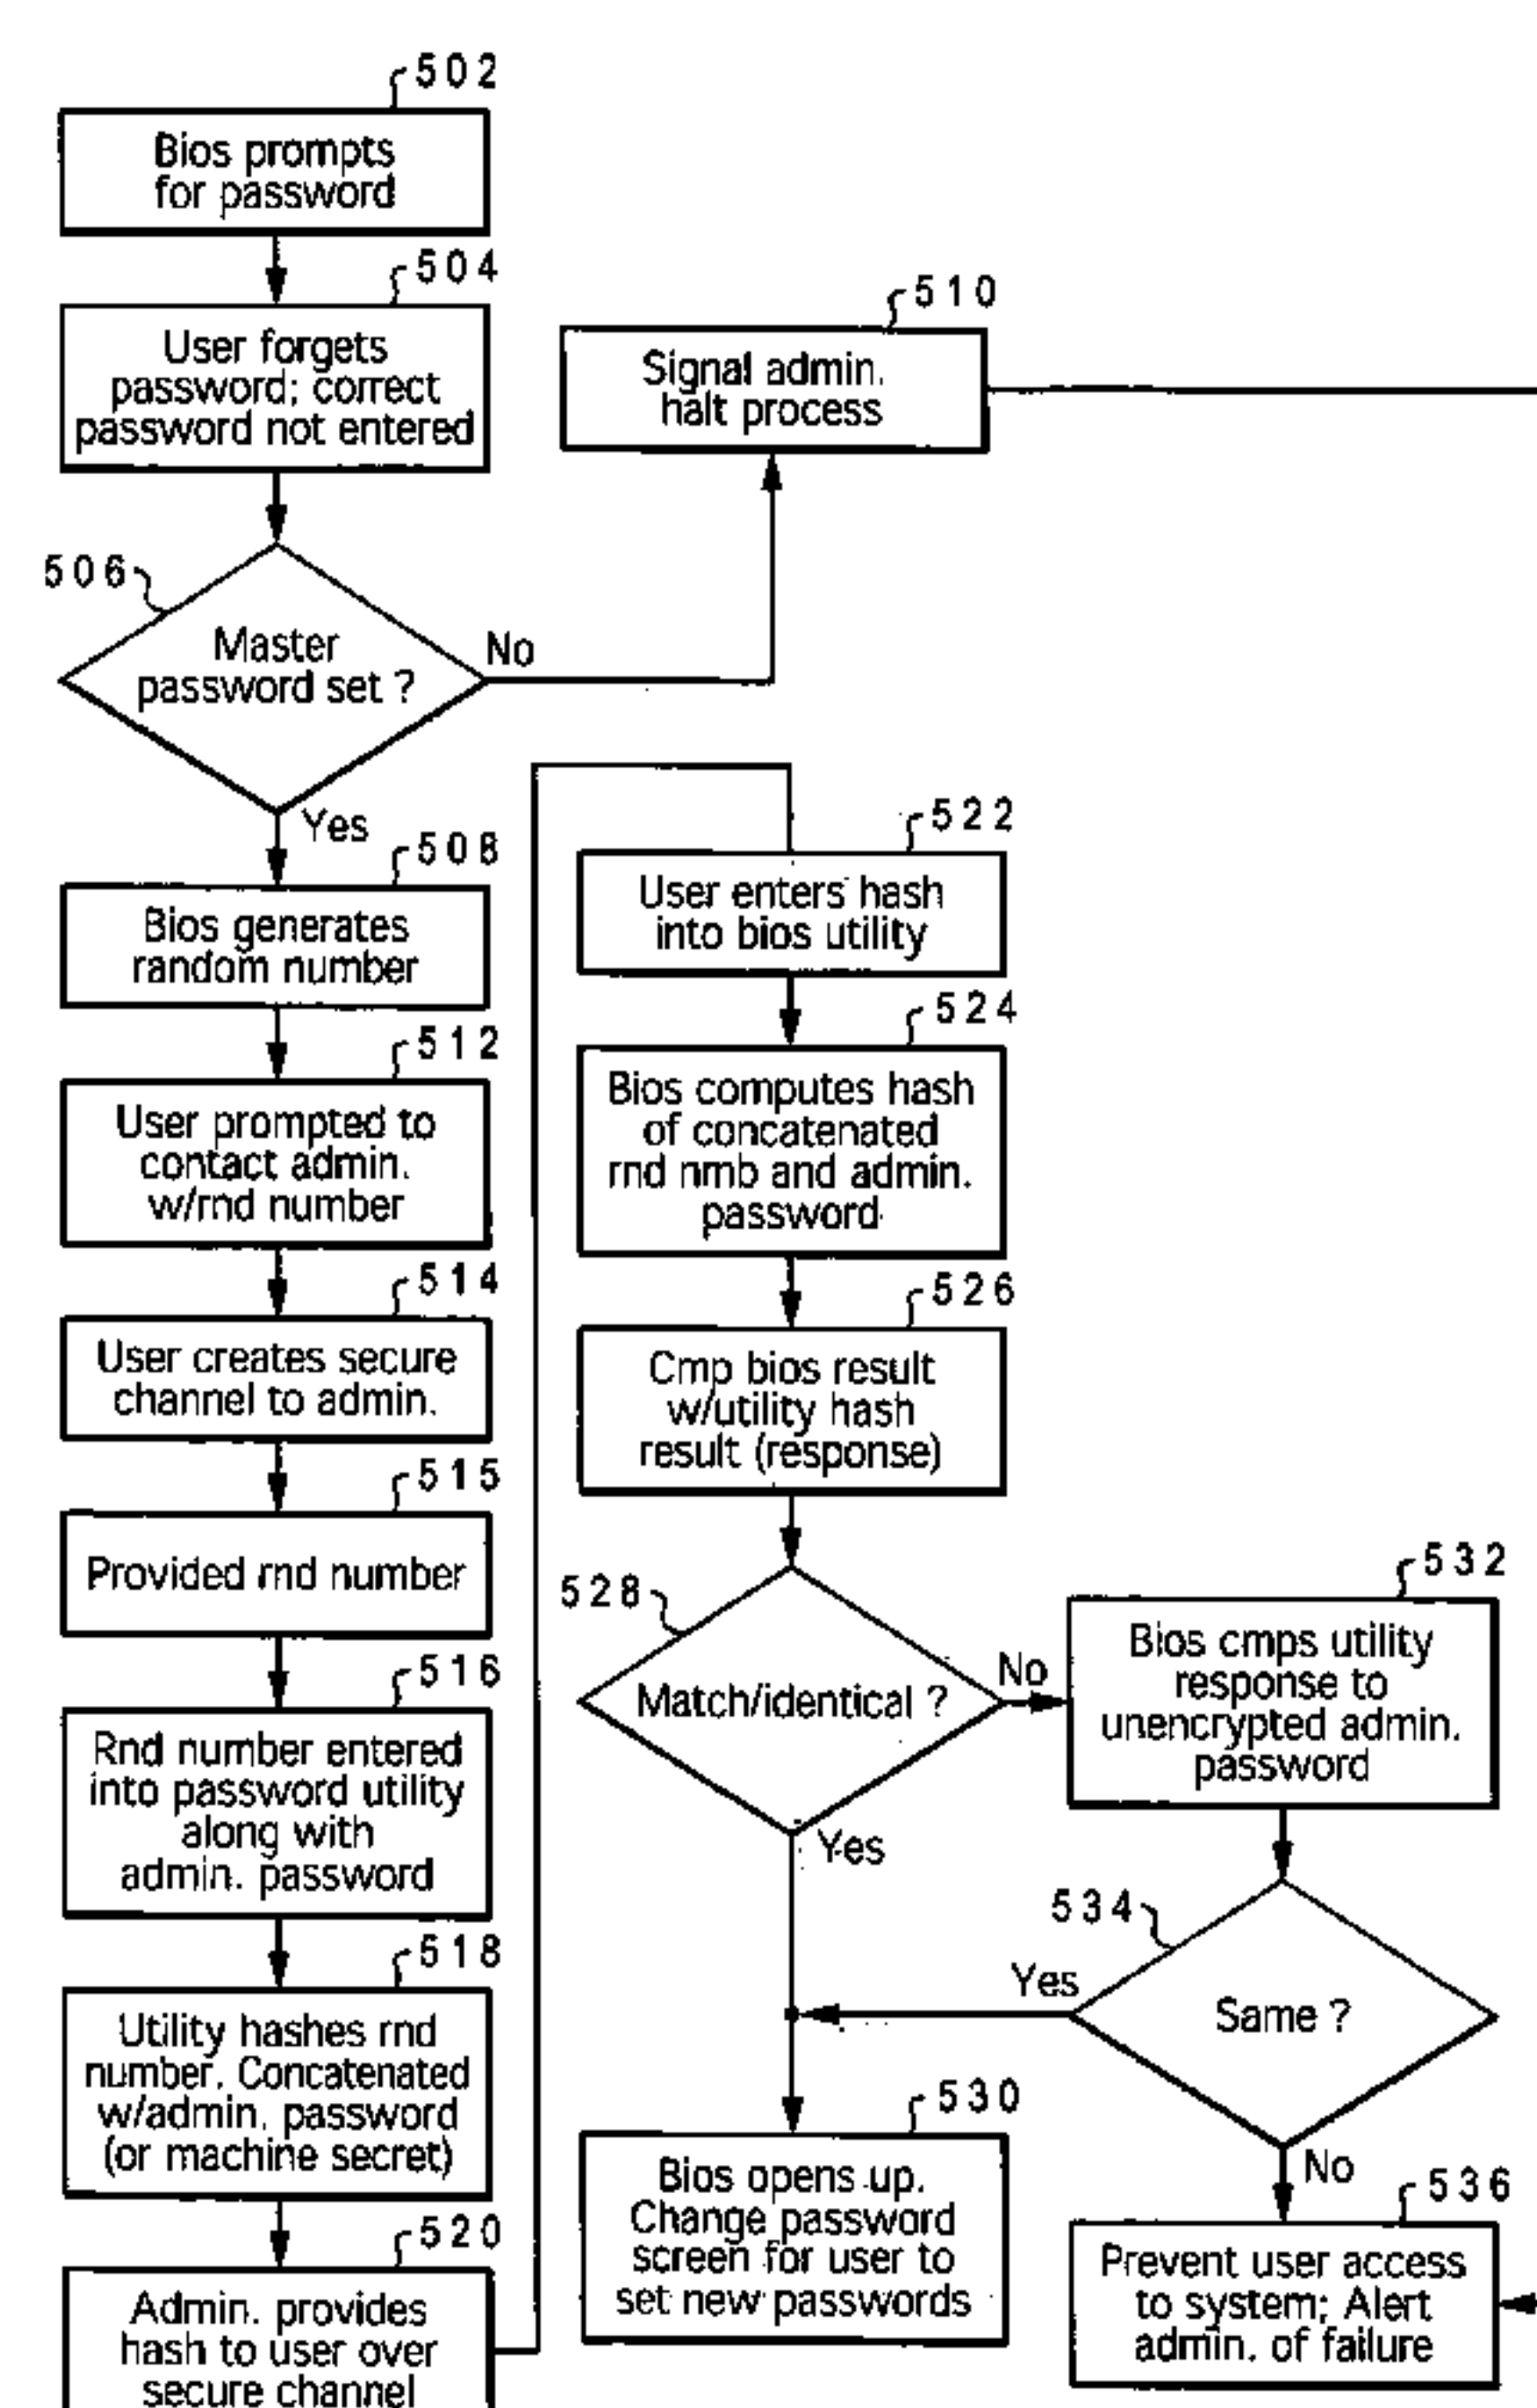 502
Bios prompts
for password
504
User forgets
password; correct
password not entered
506
Master
password set ?
No
Yes
510
Signal admin.
halt process
508
Bios generates
random number
512
User prompted to
contact admin.
w/rnd number
514
User creates secure
channel to admin.
515
Provided rnd number
516
Rnd number entered
into password utility
along with
admin. password
518
Utility hashes rnd
number. Concatenated
w/admin. password
(or machine secret)
520
Admin. provides
hash to user over
secure channel
522
User enters hash
into bios utility
524
Bios computes hash
of concatenated
rnd nmb and admin.
password
526
Cmp bios result
w/utility hash
result (response)
528
Match/identical ?
No
Yes
532
Bios cmps utility
response to
unencrypted admin.
password
534
Same ?
Yes
No
530
Bios opens up.
Change password
screen for user to
set new passwords
536
Prevent user access
to system; Alert
admin. of failure